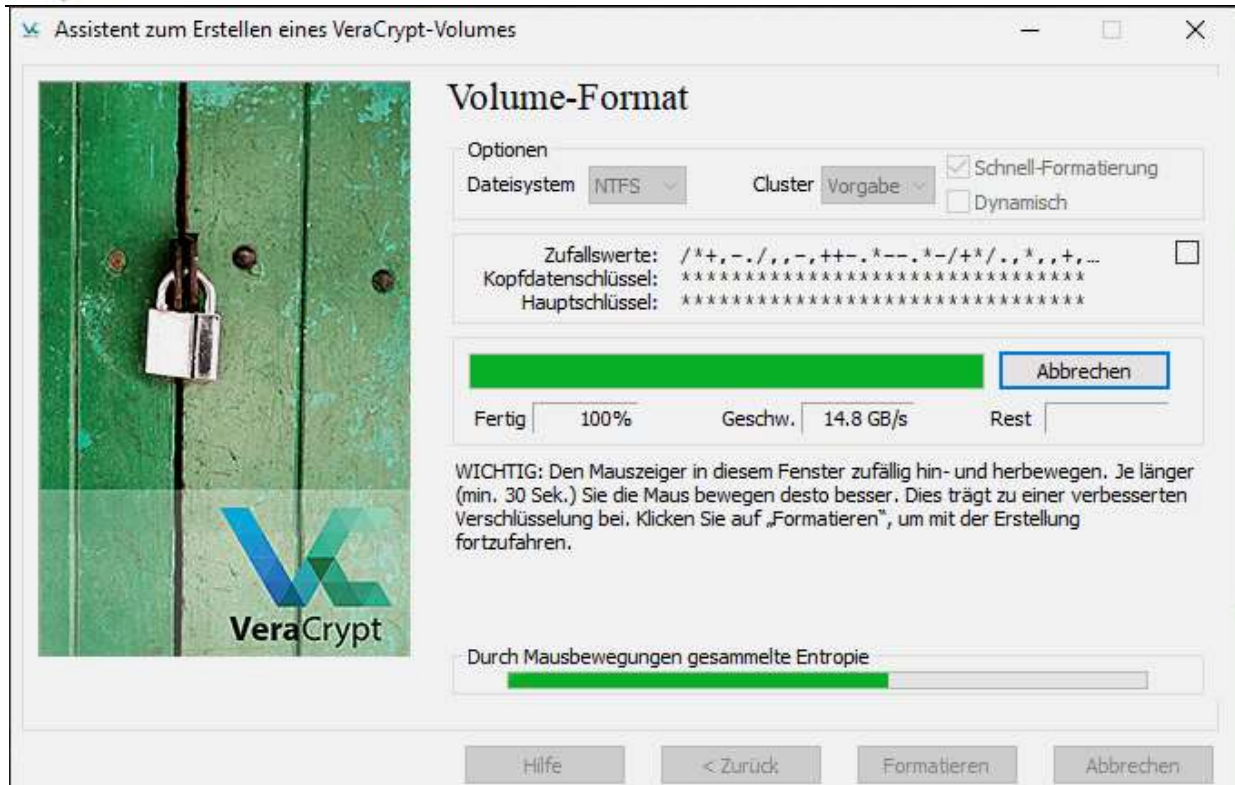 Assistent zum Erstellen eines VeraCrypt-Volumes
Volume-Format
Optionen
Dateisystem NTFS Cluster Vorgabe Schnell-Formatierung
Dynamisch
Zufallswerte: /*+,-./,,-,++-.*--.*-/+*/.,*,,+,…
Kopfdatenschlüssel: ********************************
Hauptschlüssel: ********************************
Abbrechen
Fertig 100% Geschw. 14.8 GB/s Rest
WICHTIG: Den Mauszeiger in diesem Fenster zufällig hin- und herbewegen. Je länger
(min. 30 Sek.) Sie die Maus bewegen desto besser. Dies trägt zu einer verbesserten
Verschlüsselung bei. Klicken Sie auf „Formatieren“, um mit der Erstellung
fortzufahren.
VeraCrypt
Durch Mausbewegungen gesammelte Entropie
Hilfe < Zurück Formatieren Abbrechen